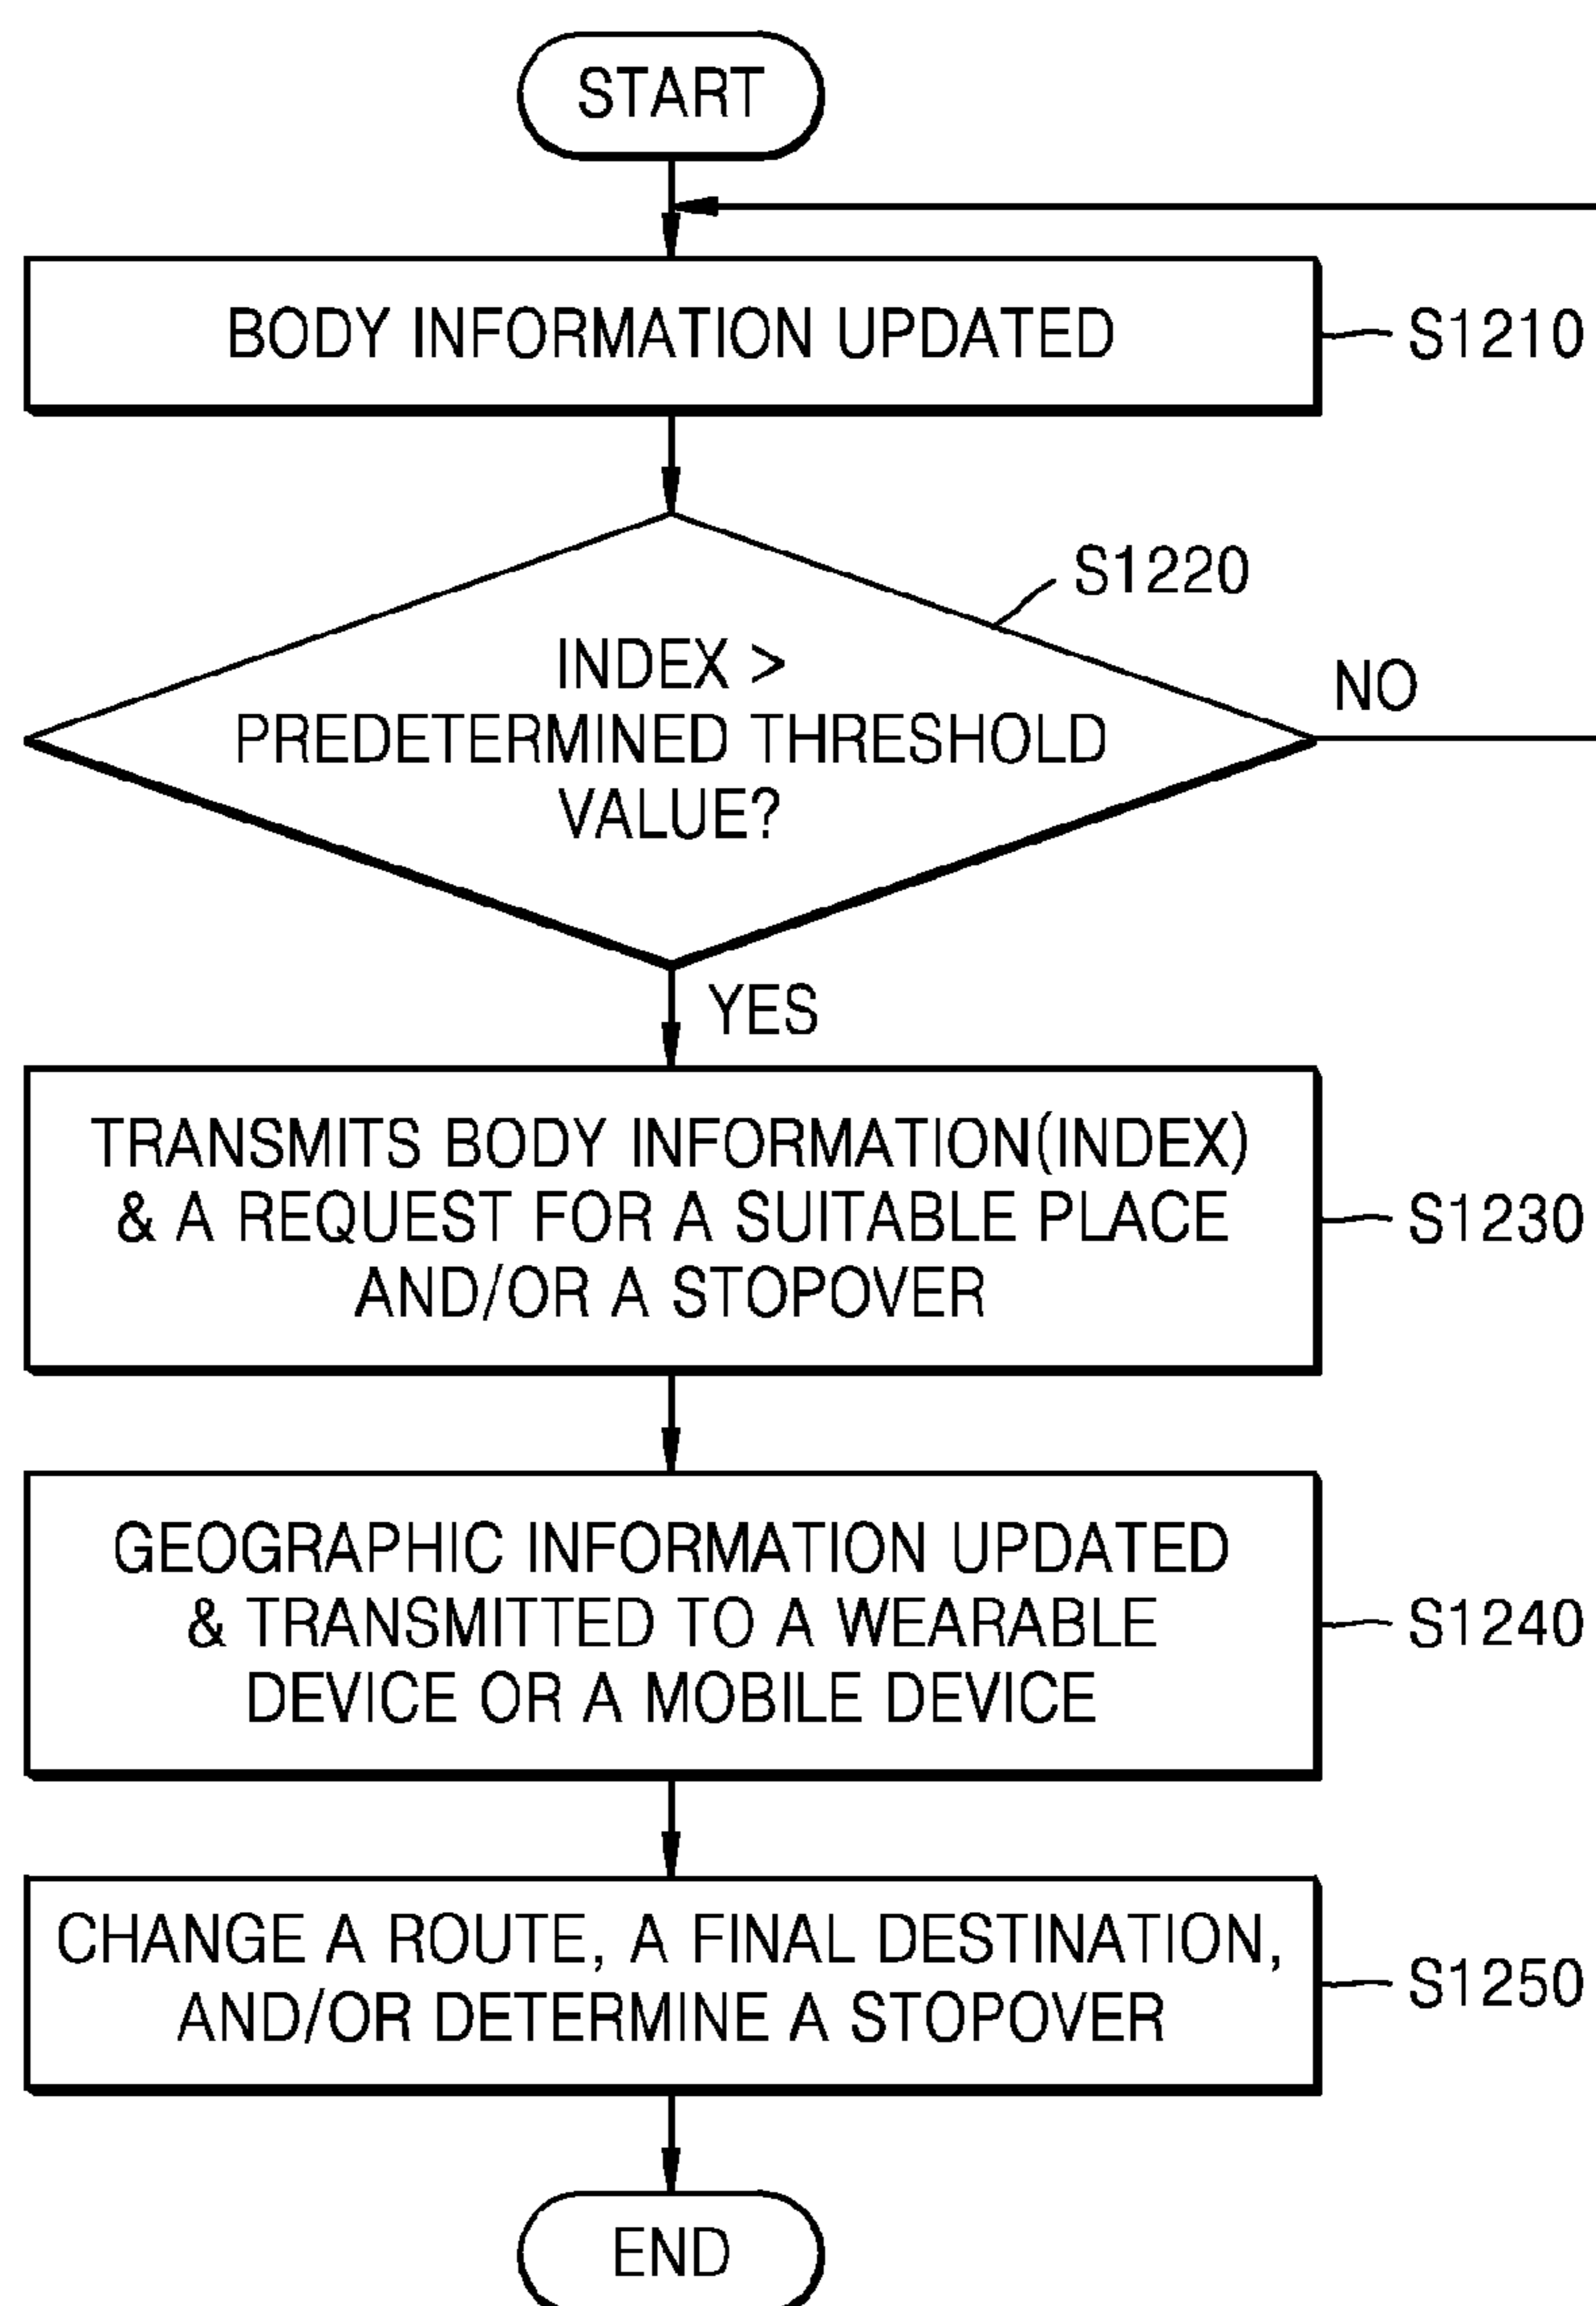 START
BODY INFORMATION UPDATED
S1210
S1220
INDEX >
PREDETERMINED THRESHOLD
VALUE?
NO
YES
TRANSMITS BODY INFORMATION(INDEX)
& A REQUEST FOR A SUITABLE PLACE
AND/OR A STOPOVER
S1230
GEOGRAPHIC INFORMATION UPDATED
& TRANSMITTED TO A WEARABLE
DEVICE OR A MOBILE DEVICE
S1240
CHANGE A ROUTE, A FINAL DESTINATION,
AND/OR DETERMINE A STOPOVER
S1250
END